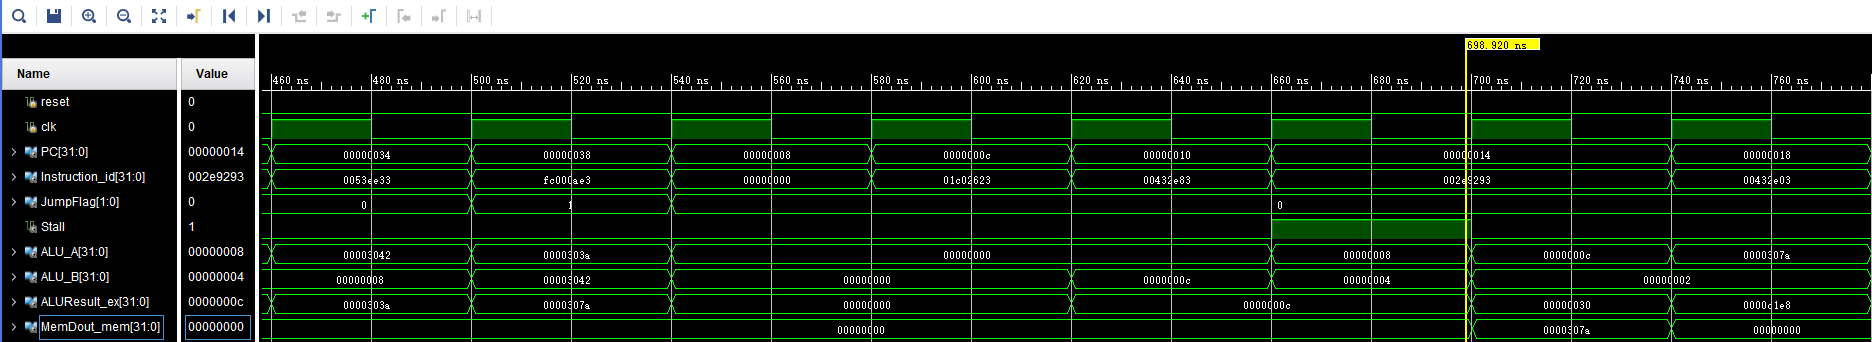 698.920 ns
Name Value
460 ns 480 ns 500 ns 520 ns 540 ns 560 ns 580 ns 600 ns 620 ns 640 ns 660 ns 680 ns 700 ns 720 ns 740 ns 760 ns
reset 0
clk 0
PC[31:0] 00000014 00000034 00000038 00000008 0000000c 00000010 00000014 00000018
Instruction_id[31:0] 002e9293 0053ee33 fc000ae3 00000000 01c02623 00432e83 002e9293 00432e03
JumpFlag[1:0] 0 0 1 0
Stall 1
ALU_A[31:0] 00000008 00003042 0000303a 00000000 00000008 0000000c 0000307a
ALU_B[31:0] 00000004 00000008 00003042 00000000 0000000c 00000004 00000002
ALUResult_ex[31:0] 0000000c 0000303a 0000307a 00000000 0000000c 00000030 0000c1e8
MemDout_mem[31:0] 00000000 00000000 0000307a 00000000